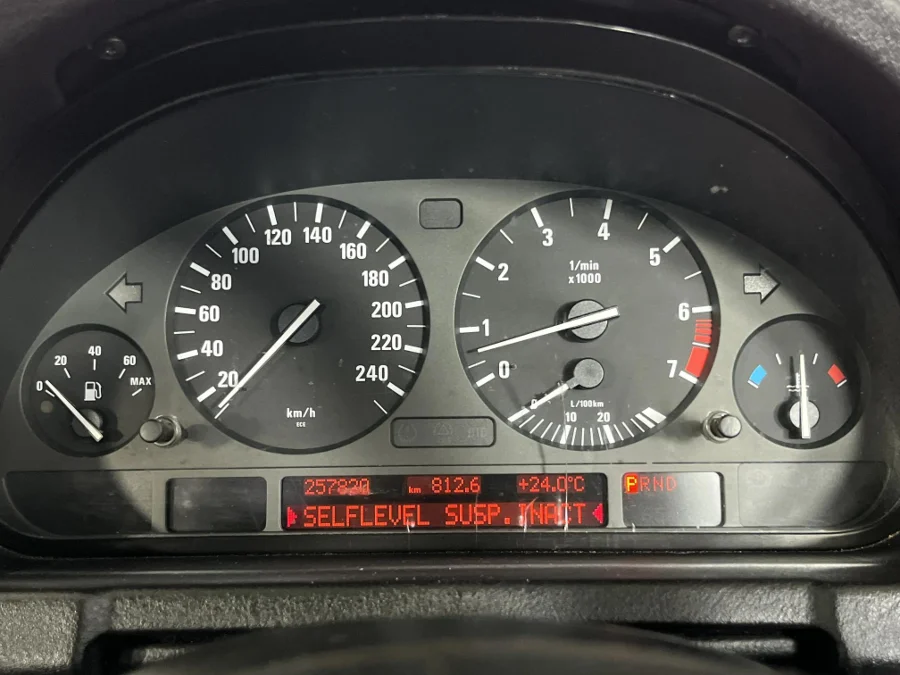 0 20 40 60 MAX
20 40 60 80 100 120 140 160 180 200 220 240
km/h
ECE
0 1 2 3 4 5 6 7
1/min
x1000
L/100km
10 20
257820 km 812.6 +24.0°C
SELFLEVEL SUSP.INACT
PRND